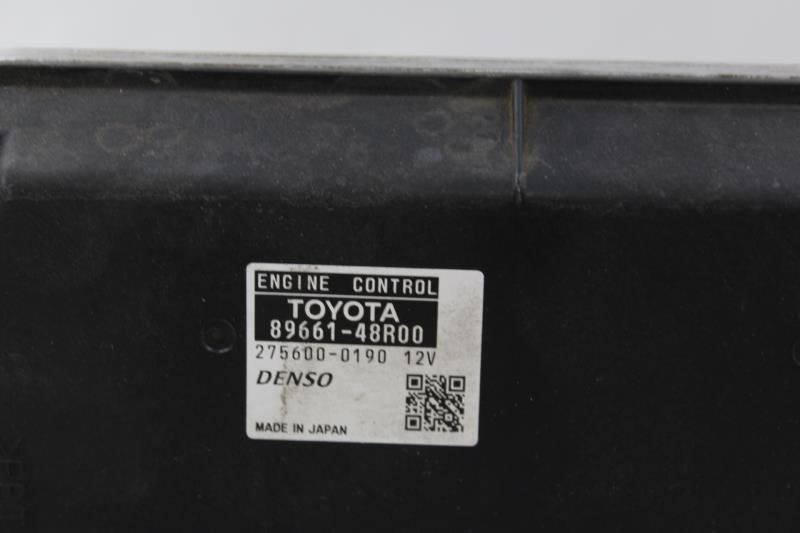 ENGINE CONTROL
TOYOTA
89661-48R00
275600-0190 12V
DENSO
MADE IN JAPAN